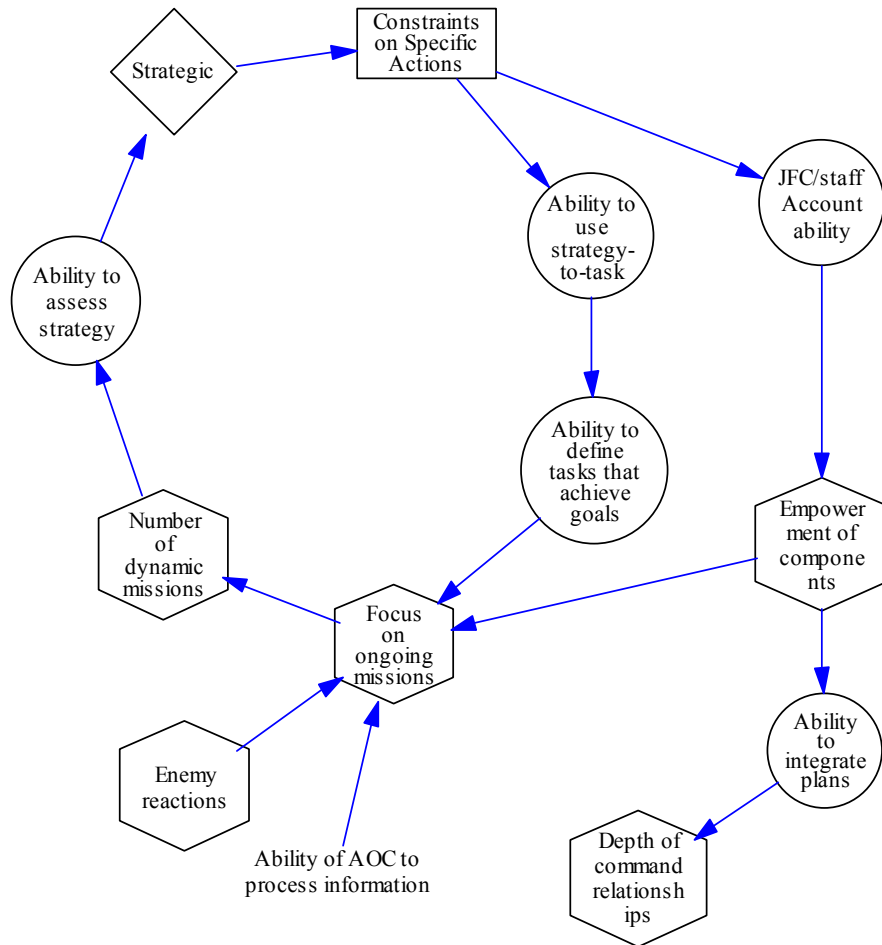 Constraints
on Specific
Actions
Strategic
JFC/staff
Account
ability
Ability to
use
strategy-
to-task
Ability to
assess
strategy
Ability to
define
tasks that
achieve
goals
Number
of
dynamic
missions
Empower
ment of
compone
nts
Focus
on
ongoing
missions
Ability
to
integrate
plans
Enemy
reactions
Ability of AOC to
process information
Depth of
command
relationsh
ips